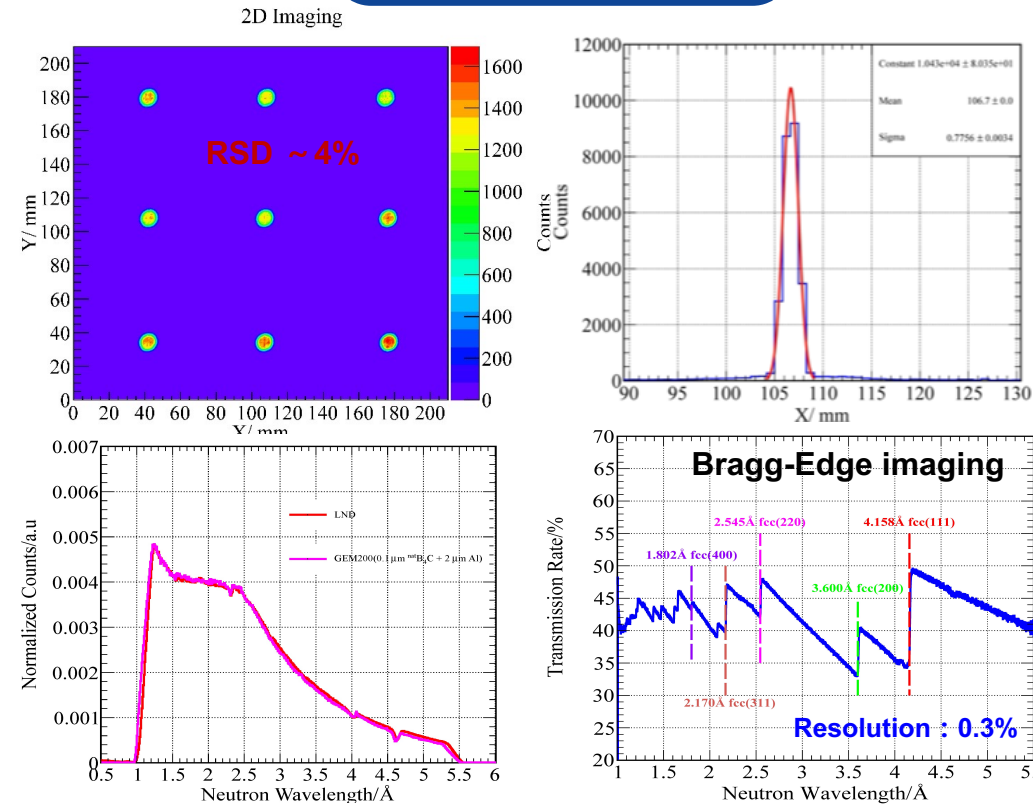 2D Imaging
200
180
160
140
120
100
80
60
40
20
0
Y/ mm
RSD ~4%
0 20 40 60 80 100 120 140 160 180 200
X/ mm
1600
1400
1200
1000
800
600
400
200
0
12000
10000
8000
6000
4000
2000
0
Counts
Counts
Constant 1.043e+04 ± 8.035e+01
Mean 106.7 ± 0.0
Sigma 0.7756 ± 0.0034
90 95 100 105 110 115 120 125 130
X/ mm
0.007
0.006
0.005
0.004
0.003
0.002
0.001
0
Normalized Counts/a.u
LND
GEM200(0.1μm natB4C + 2 μm Al)
0.5 1 1.5 2 2.5 3 3.5 4 4.5 5 5.5 6
Neutron Wavelength/Å
70
65
60
55
50
45
40
35
30
25
20
Transmission Rate/%
Bragg-Edge imaging
2.545Å fcc(220)
4.158Å fcc(111)
1.802Å fcc(400)
3.600Å fcc(200)
2.170Å fcc(311)
Resolution : 0.3%
1 1.5 2 2.5 3 3.5 4 4.5 5
Neutron Wavelength/Å